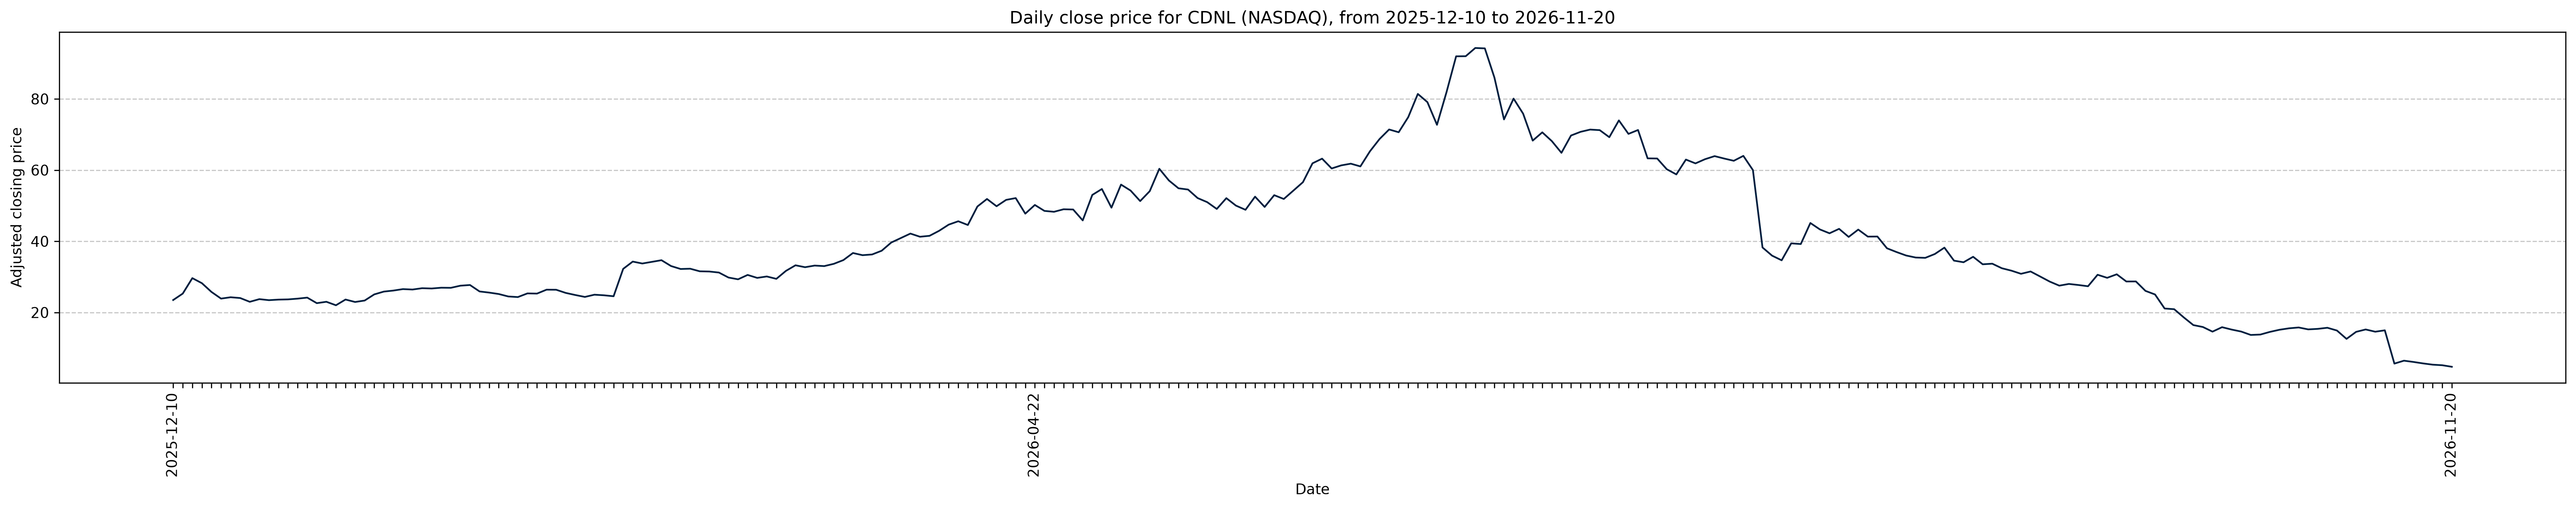 Daily close price for CDNL (NASDAQ), from 2025-12-10 to 2026-11-20
Adjusted closing price
80
60
40
20
2025-12-10
2026-04-22
2026-11-20
Date